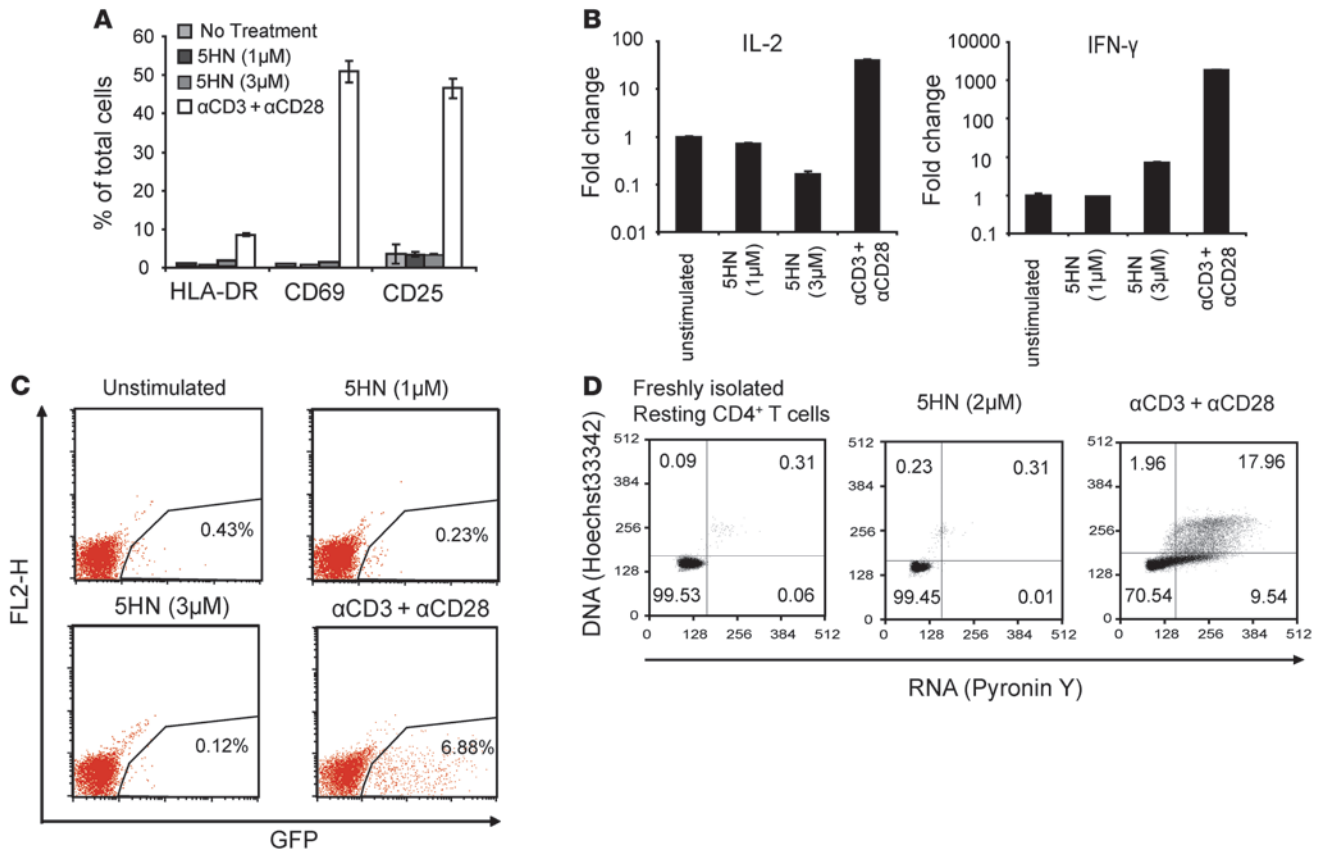 A
No Treatment
5HN (1µM)
5HN (3µM)
αCD3 + αCD28
% of total cells
60
50
40
30
20
10
0
HLA-DR
CD69
CD25
B
IL-2
Fold change
100
10
1
0.1
0.01
unstimulated
5HN
(1µM)
5HN
(3µM)
αCD3 +
αCD28
IFN-γ
Fold change
10000
1000
100
10
1
0.1
unstimulated
5HN
(1µM)
5HN
(3µM)
αCD3 +
αCD28
C
Unstimulated
5HN (1µM)
0.43%
0.23%
5HN (3µM)
αCD3 + αCD28
0.12%
6.88%
FL2-H
GFP
D
Freshly isolated
Resting CD4⁺ T cells
5HN (2µM)
αCD3 + αCD28
DNA (Hoechst33342)
512
384
256
128
0
0.09
0.31
99.53
0.06
0 128 256 384 512
512
384
256
128
0
0.23
0.31
99.45
0.01
0 128 256 384 512
512
384
256
128
0
1.96
17.96
70.54
9.54
0 128 256 384 512
RNA (Pyronin Y)